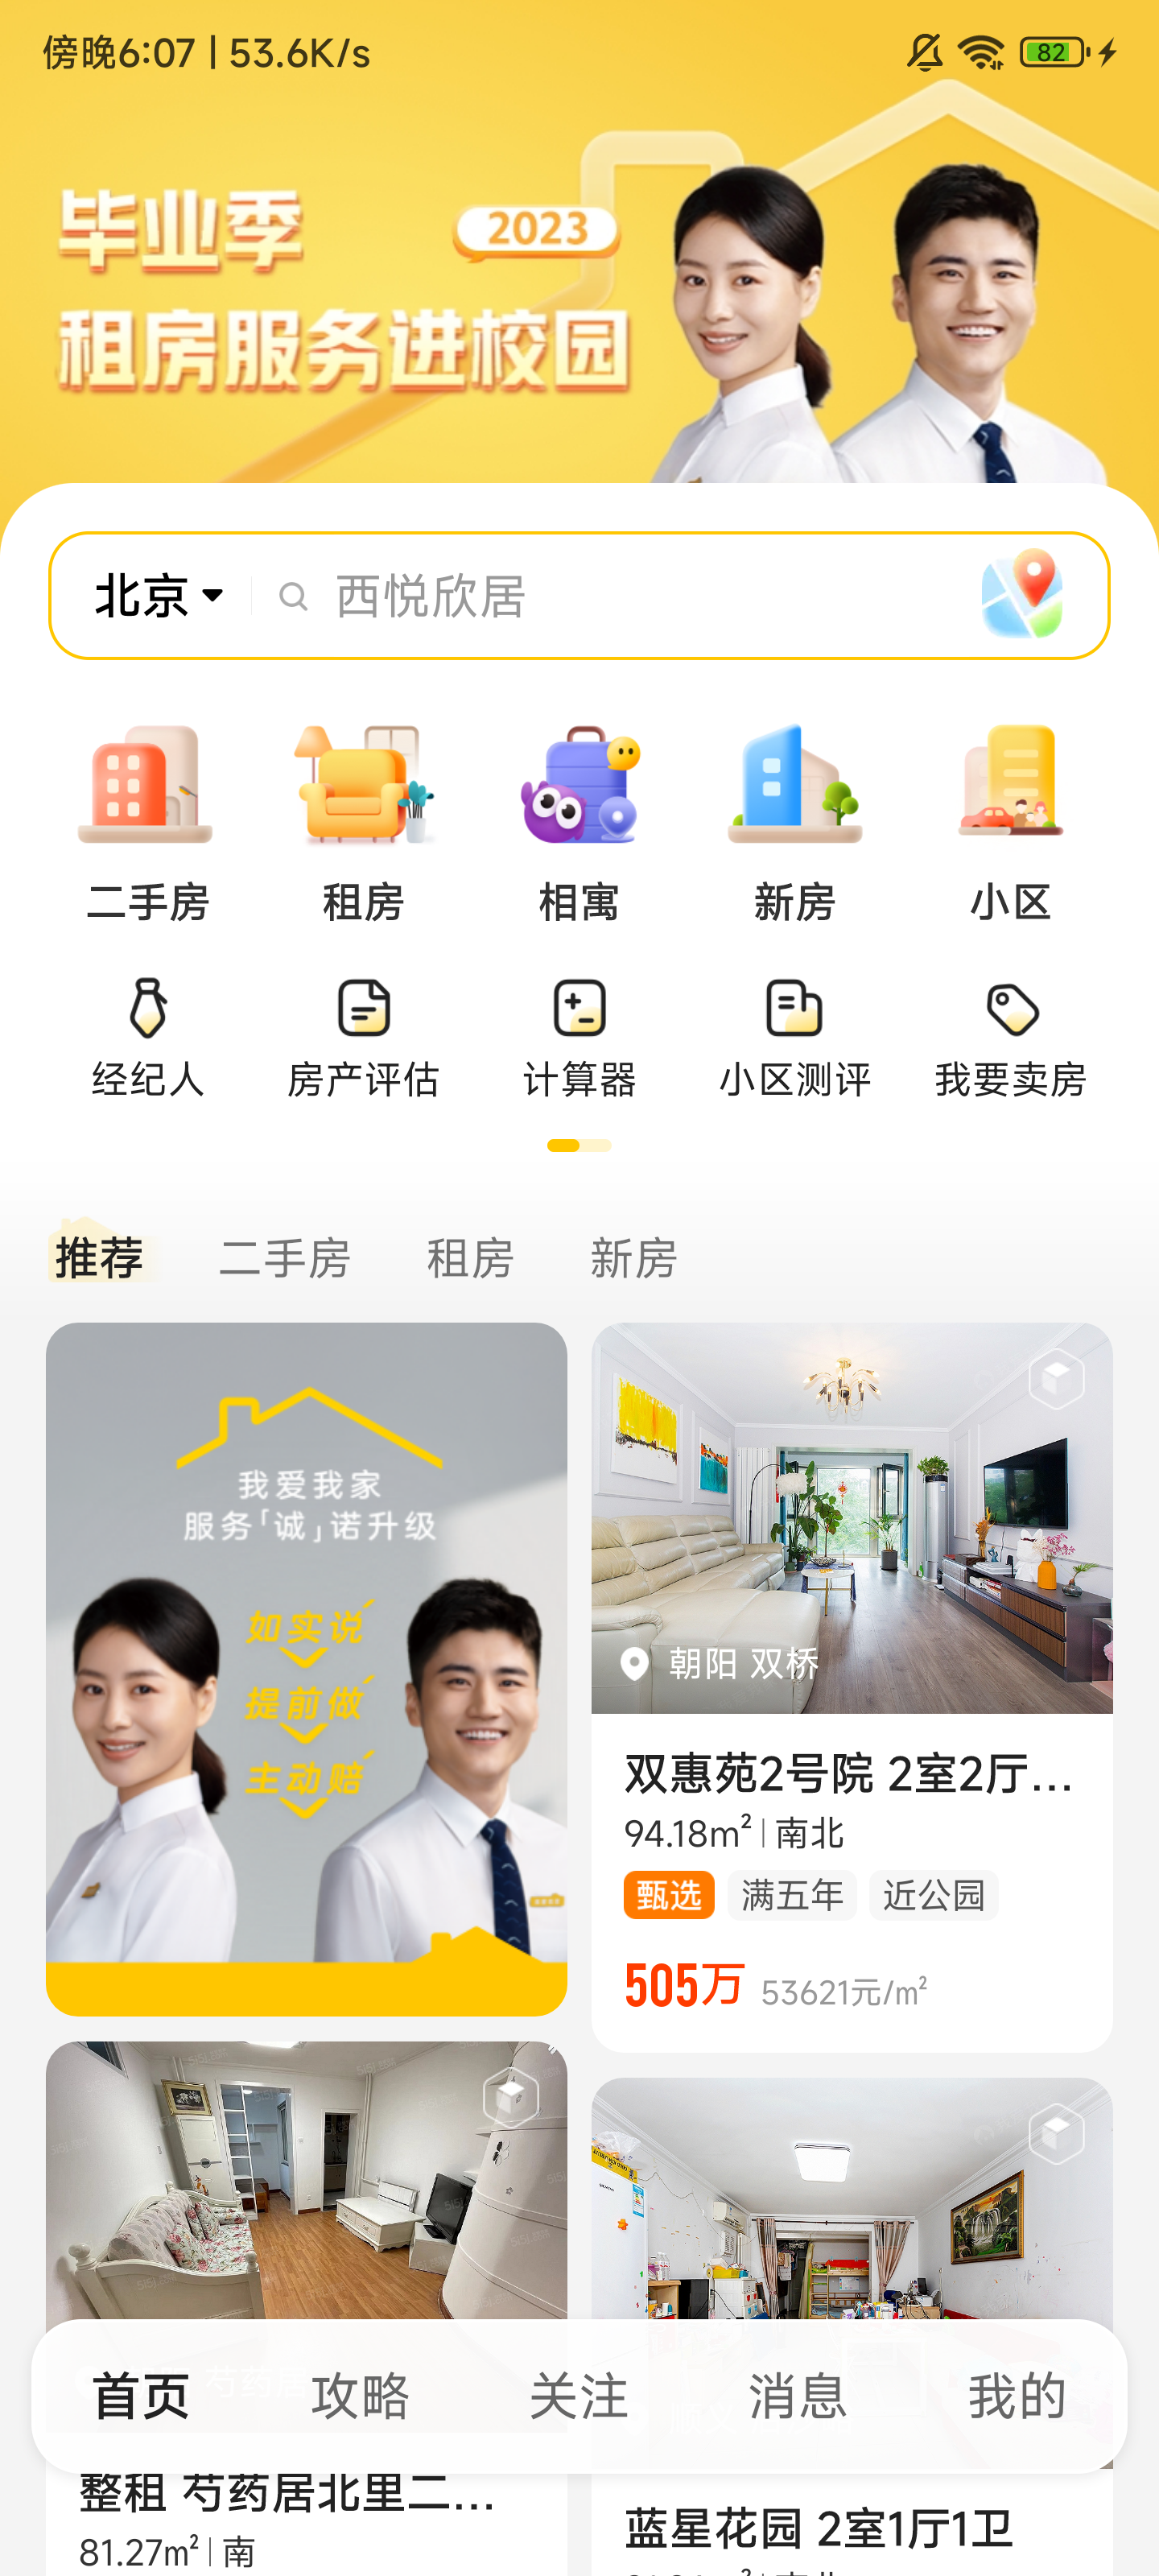 傍晚6:07 | 53.6K/s
82
毕业季
2023
租房服务进校园
北京
西悦欣居
二手房
租房
相寓
新房
小区
经纪人
房产评估
计算器
小区测评
我要卖房
推荐
二手房
租房
新房
我爱我家
服务「诚」诺升级
如实说
提前做
主动赔
朝阳 双桥
双惠苑2号院 2室2厅...
94.18m² | 南北
甄选
满五年
近公园
505万 53621元/㎡
首页
攻略
关注
消息
我的
整租 芍药居北里二...
81.27m² | 南
蓝星花园 2室1厅1卫